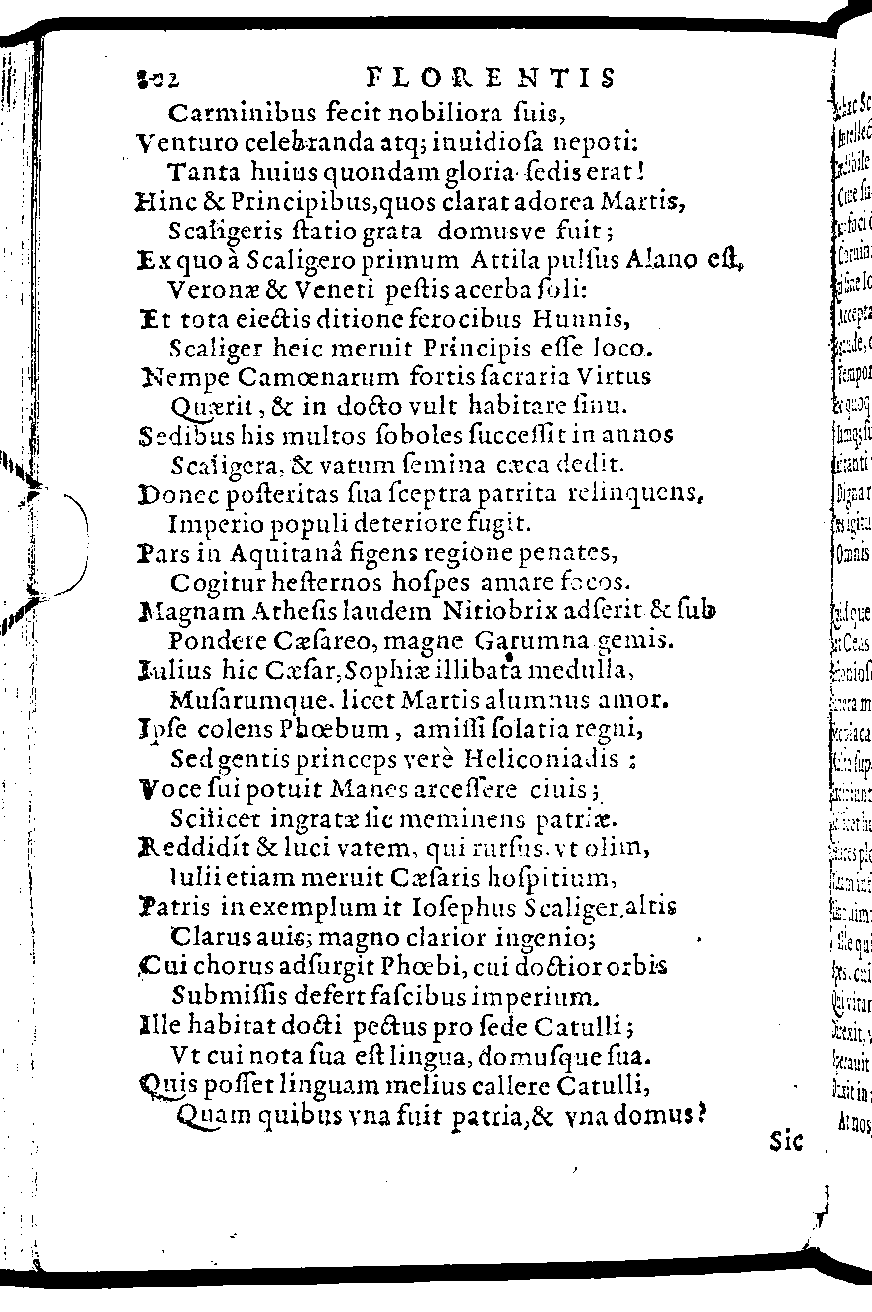 102 FLORENTIS
Carminibus fecit nobiliora ſuis,
Venturo celebranda atq; inuidioſa nepoti:
Tanta huius quondam gloria ſedis erat!
Hinc & Principibus, quos clarat adorea Martis,
Scaligeris ſtatio grata domusve fuit;
Ex quo à Scaligero primum Attila pulſus Alano eſt,
Veronæ & Veneti peſtis acerba ſoli:
Et tota eiectis ditione ferocibus Hunnis,
Scaliger heic meruit Principis eſſe loco.
Nempe Camœnarum fortis ſacraria Virtus
Quærit, & in docto vult habitare ſinu.
Sedibus his multos ſoboles ſucceſſit in annos
Scaligera, & vatum ſemina cæca dedit.
Donec poſteritas ſua ſceptra patrita relinquens,
Imperio populi deteriore fugit.
Pars in Aquitanâ figens regione penates,
Cogitur heſternos hoſpes amare focos.
Magnam Atheſis laudem Nitiobrix adſerit & ſub
Pondere Cæſareo, magne Garumna gemis.
Iulius hic Cæſar, Sophiæ illibata medulla,
Muſarumque, licet Martis alumnus amor.
Ipſe colens Phœbum, amiſſi ſolatia regni,
Sed gentis princeps verè Heliconiadis:
Voce ſui potuit Manes arceſſere ciuis;
Scilicet ingratæ ſic meminens patriæ.
Reddidit & luci vatem, qui rurſus, vt olim,
Iulii etiam meruit Cæſaris hoſpitium,
Patris in exemplum it Ioſephus Scaliger, altis
Clarus auis; magno clarior ingenio;
Cui chorus adſurgit Phœbi, cui doctior orbis
Submiſſis defert faſcibus imperium.
Ille habitat docti pectus pro ſede Catulli;
Vt cui nota ſua eſt lingua, domuſque ſua.
Quis poſſet linguam melius callere Catulli,
Quam quibus vna fuit patria, & vna domus?
Sic